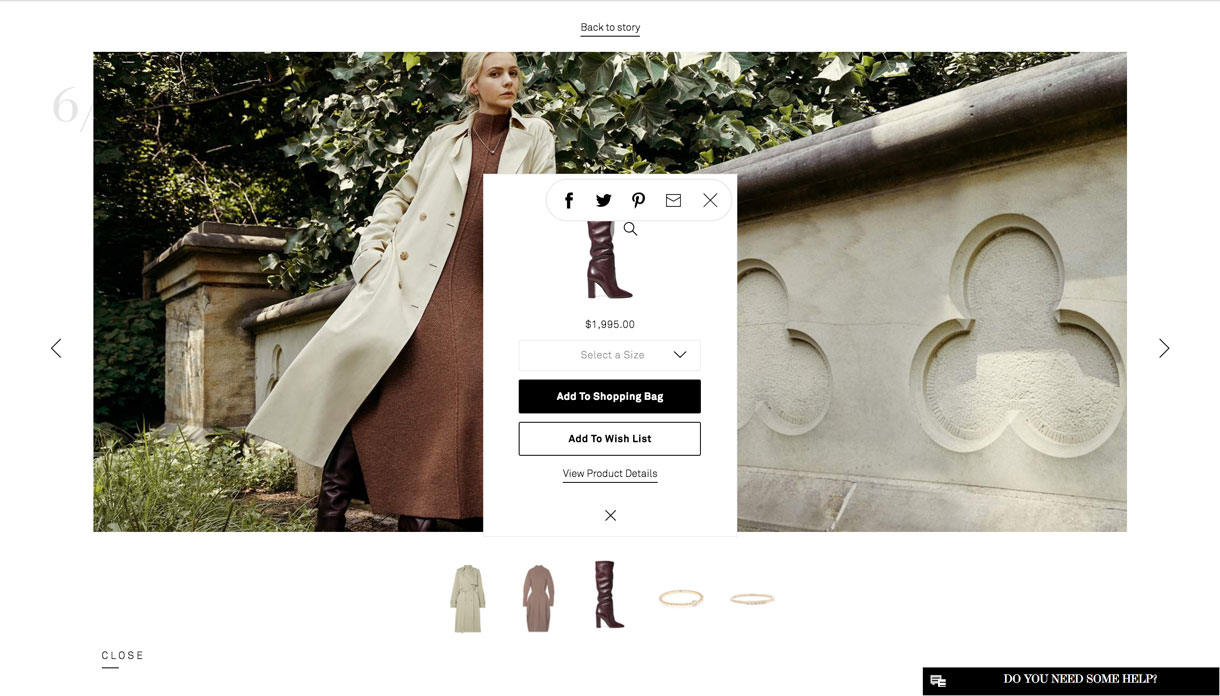 Back to story
6/
$1,995.00
Select a Size
Add To Shopping Bag
Add To Wish List
View Product Details
CLOSE
DO YOU NEED SOME HELP?